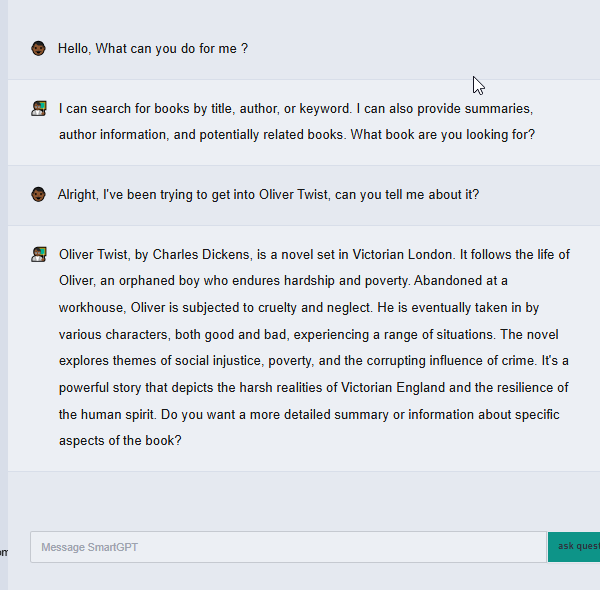 Hello, What can you do for me ?
I can search for books by title, author, or keyword. I can also provide summaries,
author information, and potentially related books. What book are you looking for?
Alright, I've been trying to get into Oliver Twist, can you tell me about it?
Oliver Twist, by Charles Dickens, is a novel set in Victorian London. It follows the life of
Oliver, an orphaned boy who endures hardship and poverty. Abandoned at a
workhouse, Oliver is subjected to cruelty and neglect. He is eventually taken in by
various characters, both good and bad, experiencing a range of situations. The novel
explores themes of social injustice, poverty, and the corrupting influence of crime. It's a
powerful story that depicts the harsh realities of Victorian England and the resilience of
the human spirit. Do you want a more detailed summary or information about specific
aspects of the book?
Message SmartGPT
ask quest